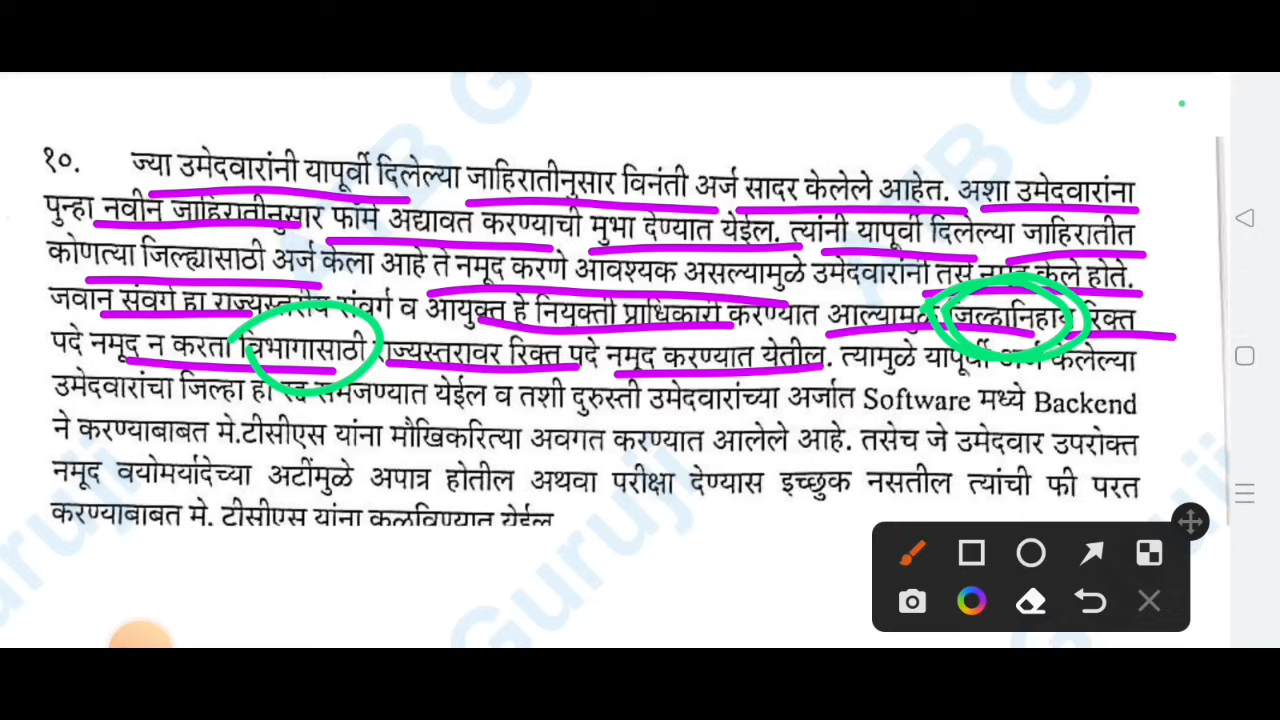 १०. ज्या उमेदवारांनी यापूर्वी दिलेल्या जाहिरातीनुसार विनंती अर्ज सादर केलेले आहेत. अशा उमेदवारांना
पुन्हा नवीन जाहिरातीनुसार फॉर्म अद्यावत करण्याची मुभा देण्यात येईल. त्यांनी यापूर्वी दिलेल्या जाहिरातीत
कोणत्या जिल्ह्यासाठी अर्ज केला आहे ते नमूद करणे आवश्यक असल्यामुळे उमेदवारांनी तसे नमूद केले होते.
जवान संवर्ग हा राज्यस्तरीय संवर्ग व आयुक्त हे नियुक्ती प्राधिकारी करण्यात आल्यामुळे जिल्हानिहाय रिक्त
पदे नमूद न करता विभागासाठी राज्यस्तरावर रिक्त पदे नमूद करण्यात येतील. त्यामुळे यापूर्वी अर्ज केलेल्या
उमेदवारांचा जिल्हा हा रद्द समजण्यात येईल व तशी दुरुस्ती उमेदवारांच्या अर्जात Software मध्ये Backend
ने करण्याबाबत मे.टीसीएस यांना मौखिकरित्या अवगत करण्यात आलेले आहे. तसेच जे उमेदवार उपरोक्त
नमूद वयोमर्यादेच्या अटींमुळे अपात्र होतील अथवा परीक्षा देण्यास इच्छुक नसतील त्यांची फी परत
करण्याबाबत मे. टीसीएस यांना कळविण्यात येईल
Guruji